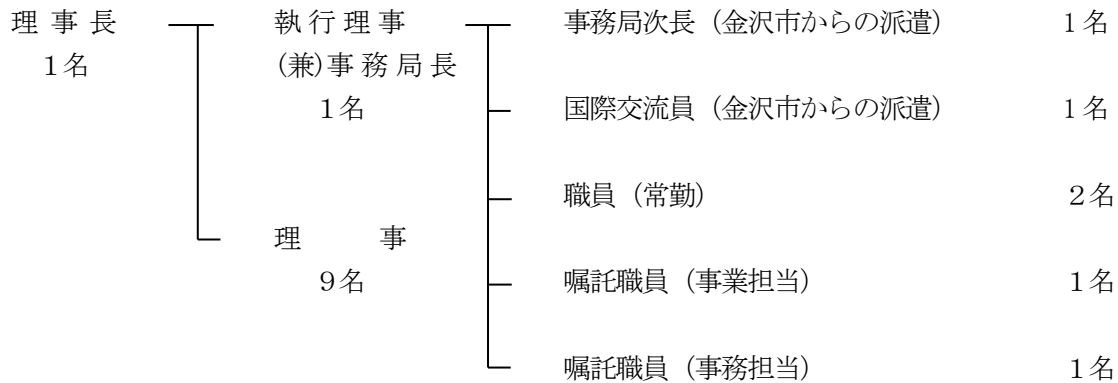 理事長 執行理事 事務局次長（金沢市からの派遣） 1名
1名 (兼)事務局長
1名 国際交流員（金沢市からの派遣） 1名
職員（常勤） 2名
理事
9名 嘱託職員（事業担当） 1名
嘱託職員（事務担当） 1名